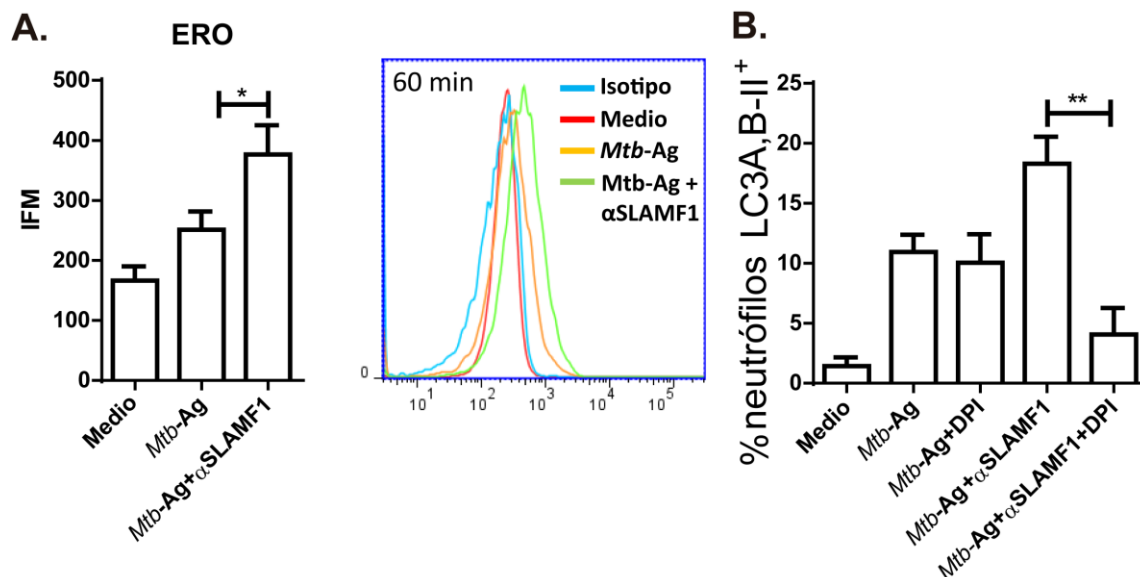 A.
ERO
500
400
300
200
100
0
IFM
Medio
Mtb-Ag
Mtb-Ag+αSLAMF1
60 min
Isotipo
Medio
Mtb-Ag
Mtb-Ag +
αSLAMF1
*
0
10¹ 10² 10³ 10⁴ 10⁵
B.
25
20
15
10
5
0
%neutrófilos LC3A,B-II⁺
**
Medio
Mtb-Ag
Mtb-Ag+DPI
Mtb-Ag+αSLAMF1
Mtb-Ag+αSLAMF1+DPI